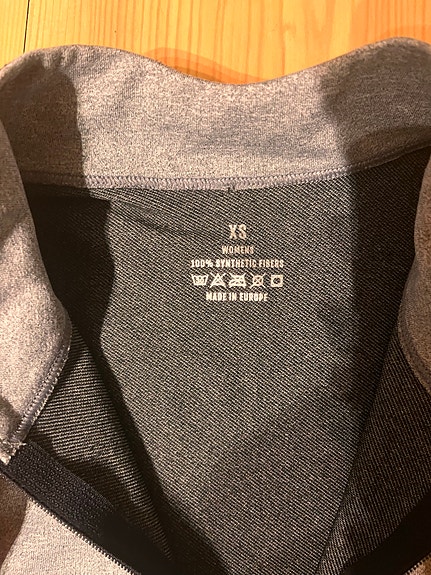 XS
WOMENS
100% SYNTHETIC FIBERS
MADE IN EUROPE